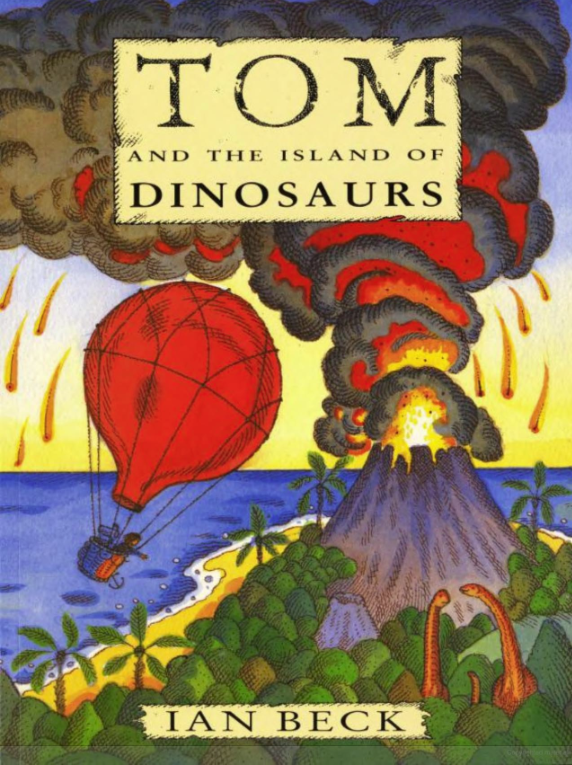 TOM
AND THE ISLAND OF
DINOSAURS
IAN BECK